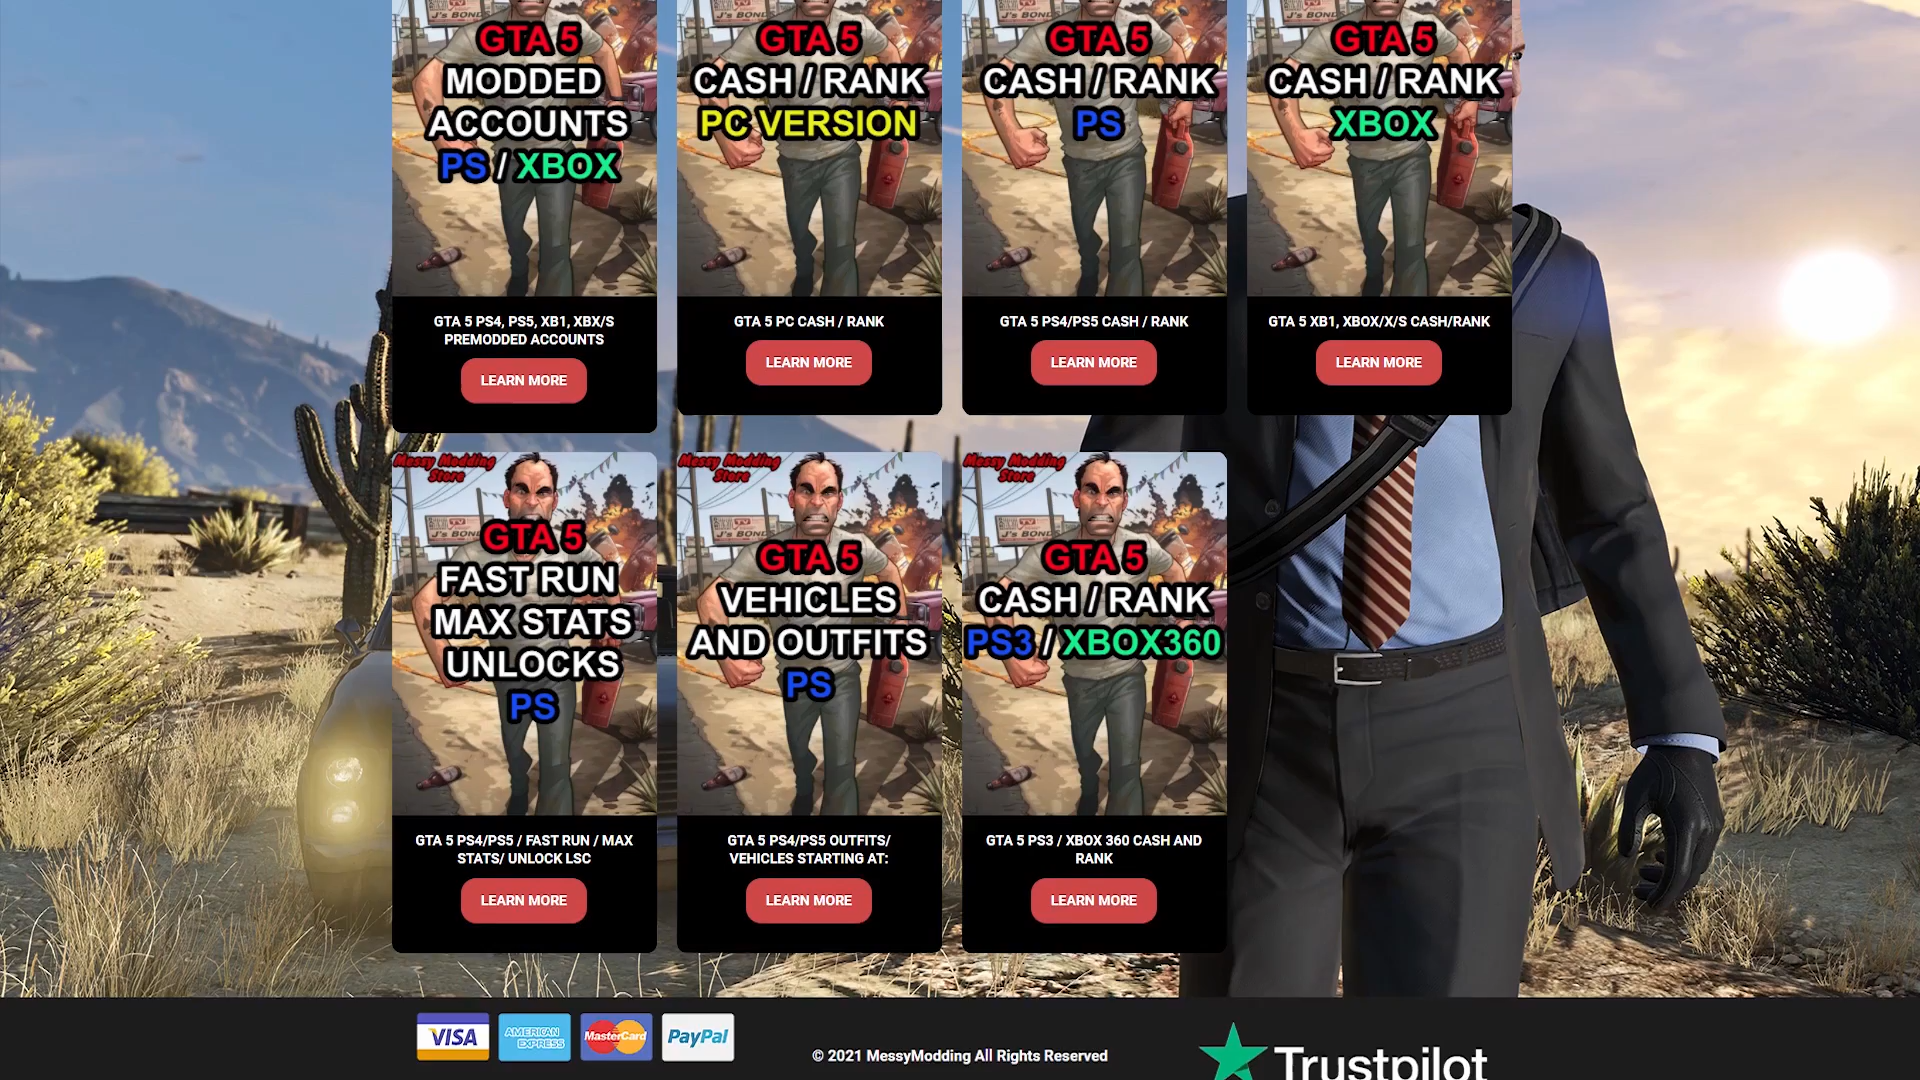 GTA 5
MODDED
ACCOUNTS
PS / XBOX
GTA 5 PS4, PS5, XB1, XBX/S
PREMODDED ACCOUNTS
LEARN MORE
GTA 5
CASH / RANK
PC VERSION
GTA 5 PC CASH / RANK
LEARN MORE
GTA 5
CASH / RANK
PS
GTA 5 PS4/PS5 CASH / RANK
LEARN MORE
GTA 5
CASH / RANK
XBOX
GTA 5 XB1, XBOX/X/S CASH/RANK
LEARN MORE
Messy Modding
Store
J's BOND
GTA 5
FAST RUN
MAX STATS
UNLOCKS
PS
GTA 5 PS4/PS5 / FAST RUN / MAX
STATS/ UNLOCK LSC
LEARN MORE
Messy Modding
Store
J's BOND
GTA 5
VEHICLES
AND OUTFITS
PS
GTA 5 PS4/PS5 OUTFITS/
VEHICLES STARTING AT:
LEARN MORE
Messy Modding
Store
J's BOND
GTA 5
CASH / RANK
PS3 / XBOX360
GTA 5 PS3 / XBOX 360 CASH AND
RANK
LEARN MORE
VISA
AMERICAN
EXPRESS
MasterCard
PayPal
© 2021 MessyModding All Rights Reserved
Trustpilot